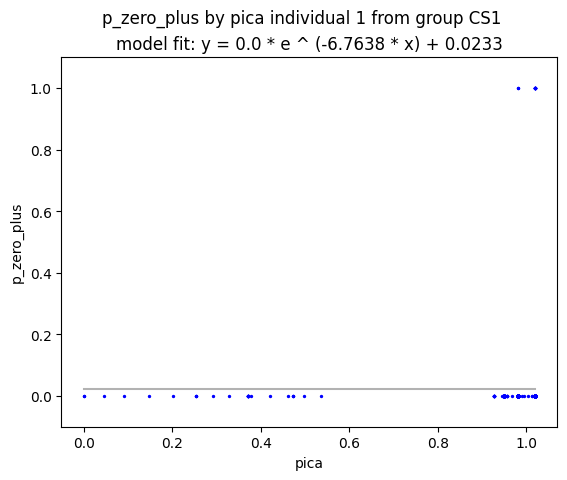 p_zero_plus by pica individual 1 from group CS1
model fit: y = 0.0 * e ^ (-6.7638 * x) + 0.0233
1.0
0.8
0.6
0.4
0.2
0.0
p_zero_plus
0.0 0.2 0.4 0.6 0.8 1.0
pica